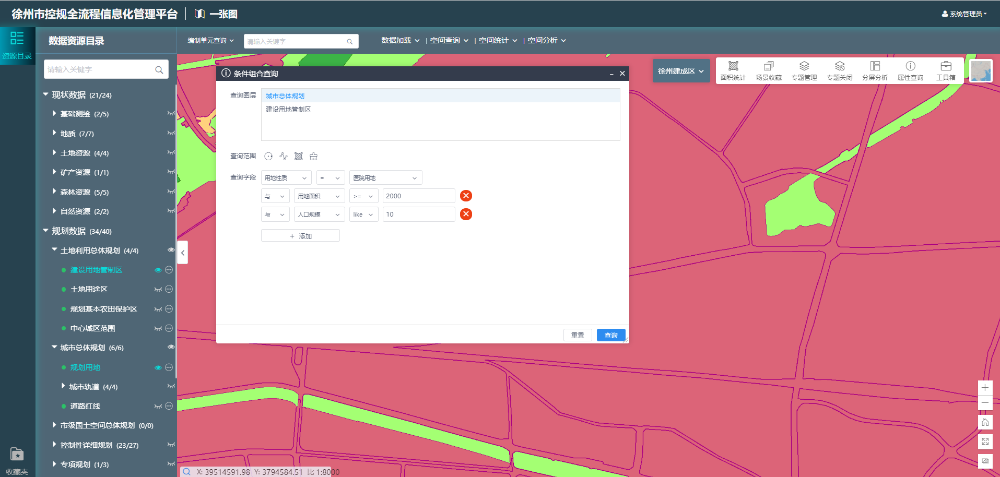 徐州市控规全流程信息化管理平台 一张图
系统管理员
资源目录
数据资源目录
编制单元查询
请输入关键字
数据加载 | 空间查询 | 空间统计 | 空间分析
请输入关键字
现状数据 (21/24)
基础测绘 (2/5)
地质 (7/7)
土地资源 (4/4)
矿产资源 (1/1)
森林资源 (5/5)
自然资源 (2/2)
规划数据 (34/40)
土地利用总体规划 (4/4)
建设用地管制区
土地用途区
规划基本农田保护区
中心城区范围
城市总体规划 (6/6)
规划用地
城市轨道 (4/4)
道路红线
市级国土空间总体规划 (0/0)
控制性详细规划 (23/27)
专项规划 (1/3)
收藏夹
徐州建成区
面积统计 场景收藏 专题管理 专题关闭 分屏分析 属性查询 工具箱
条件组合查询
查询图层
城市总体规划
建设用地管制区
查询范围
查询字段 用地性质 = 医院用地
与 用地面积 >= 2000
与 人口规模 like 10
+ 添加
重置 查询
X: 39514591.98 Y: 3794584.51 比 1:8000